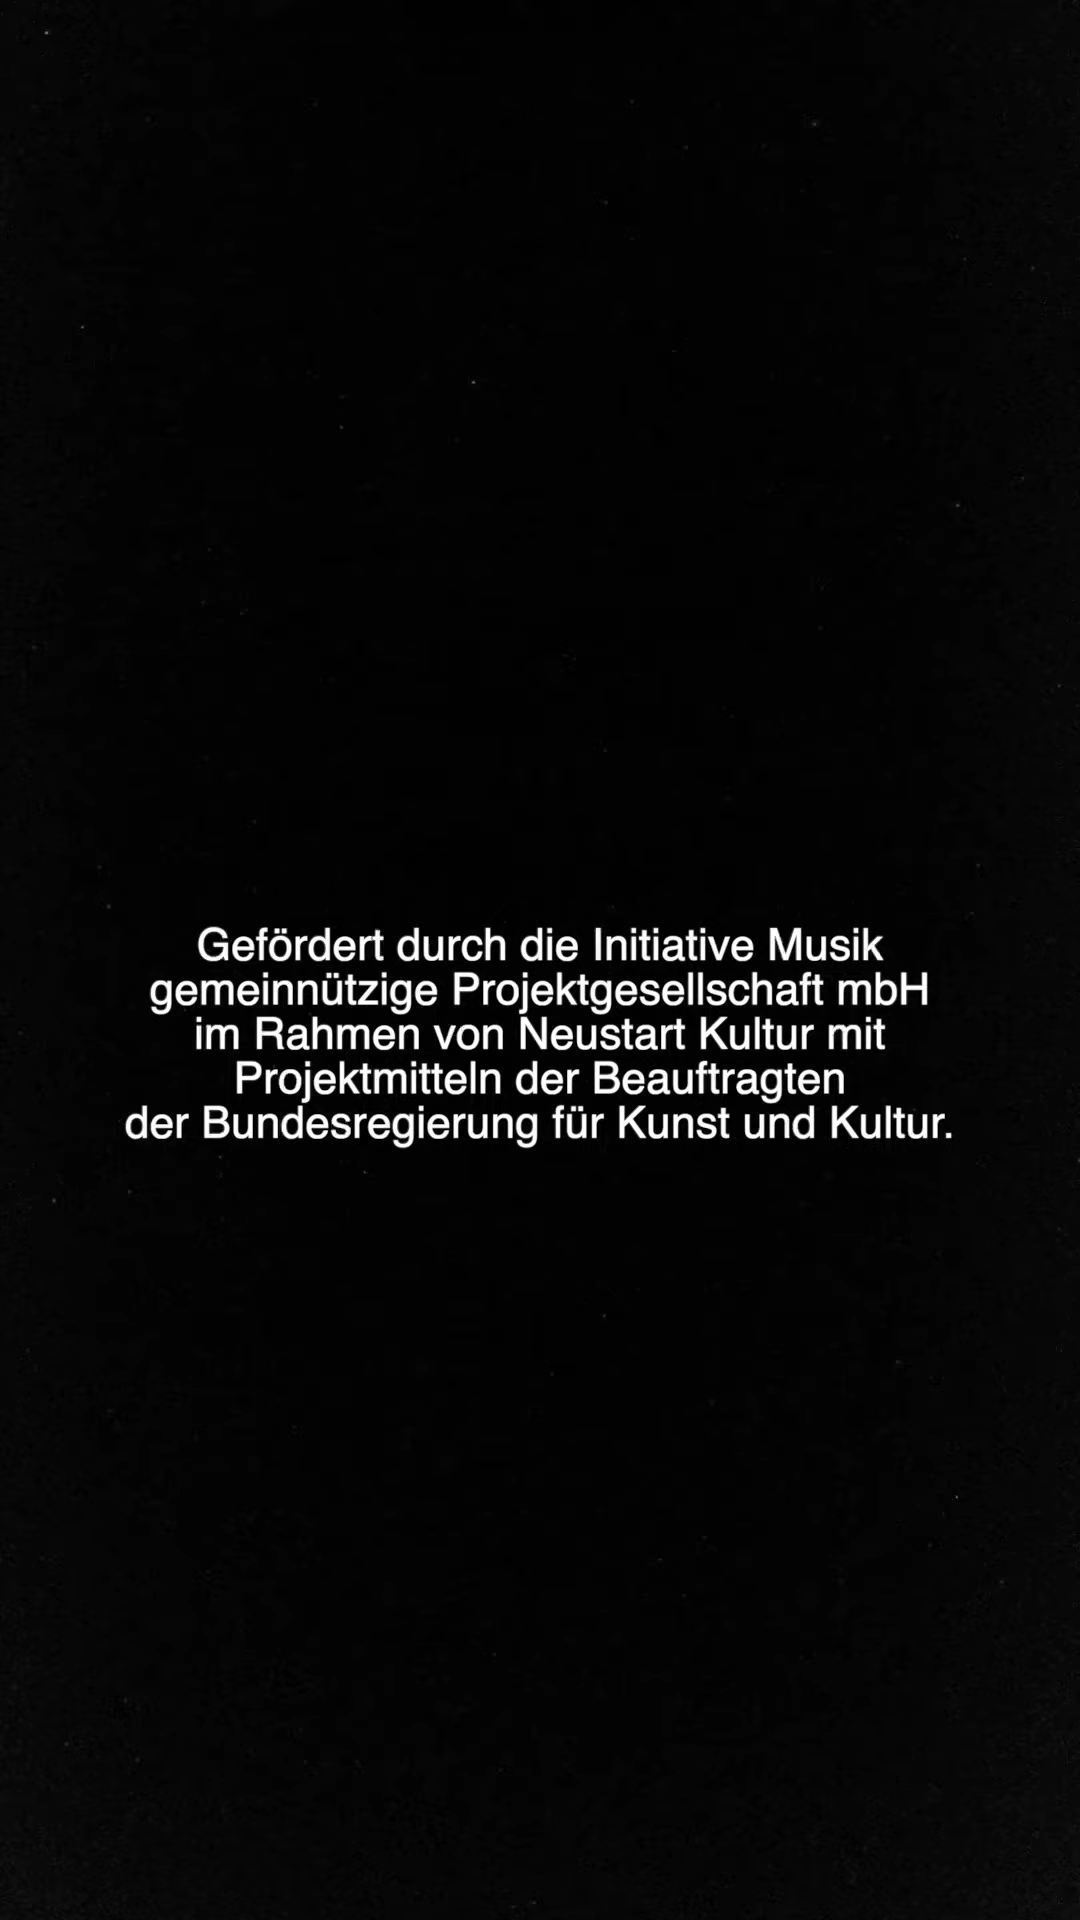 Gefördert durch die Initiative Musik
gemeinnützige Projektgesellschaft mbH
im Rahmen von Neustart Kultur mit
Projektmitteln der Beauftragten
der Bundesregierung für Kunst und Kultur.